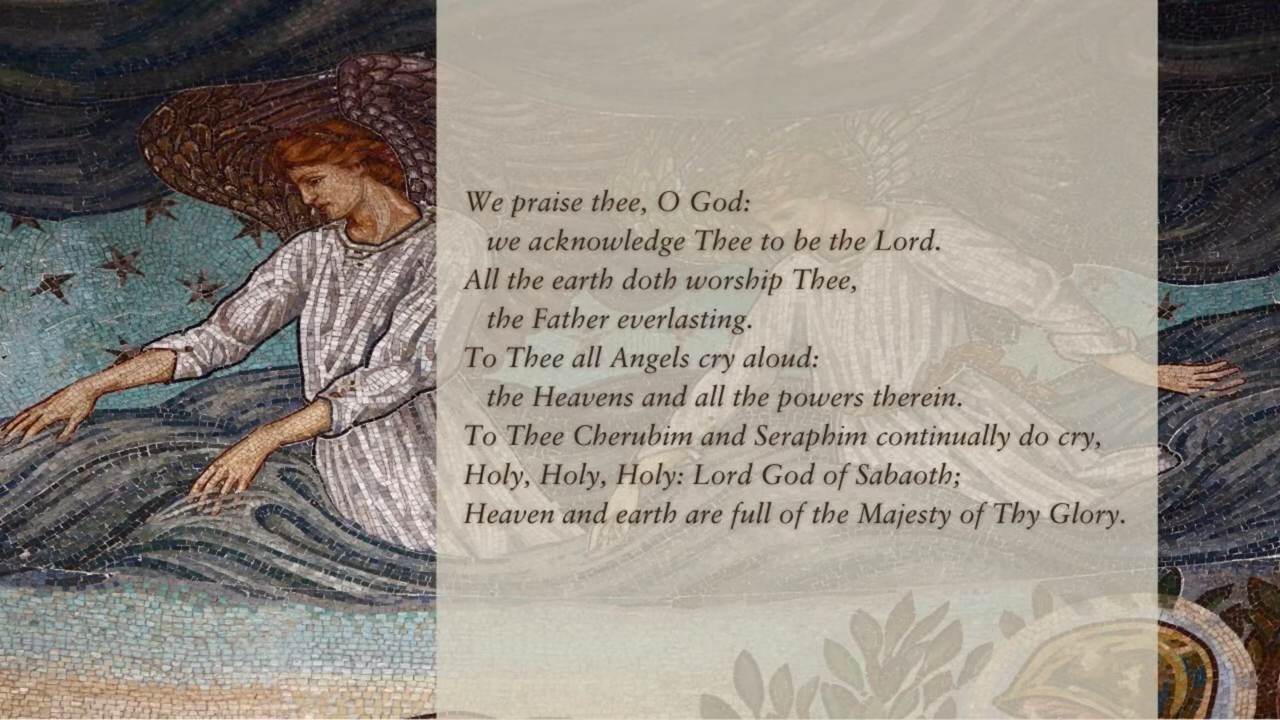 We praise thee, O God:
we acknowledge Thee to be the Lord.
All the earth doth worship Thee,
the Father everlasting.
To Thee all Angels cry aloud:
the Heavens and all the powers therein.
To Thee Cherubim and Seraphim continually do cry,
Holy, Holy, Holy: Lord God of Sabaoth;
Heaven and earth are full of the Majesty of Thy Glory.